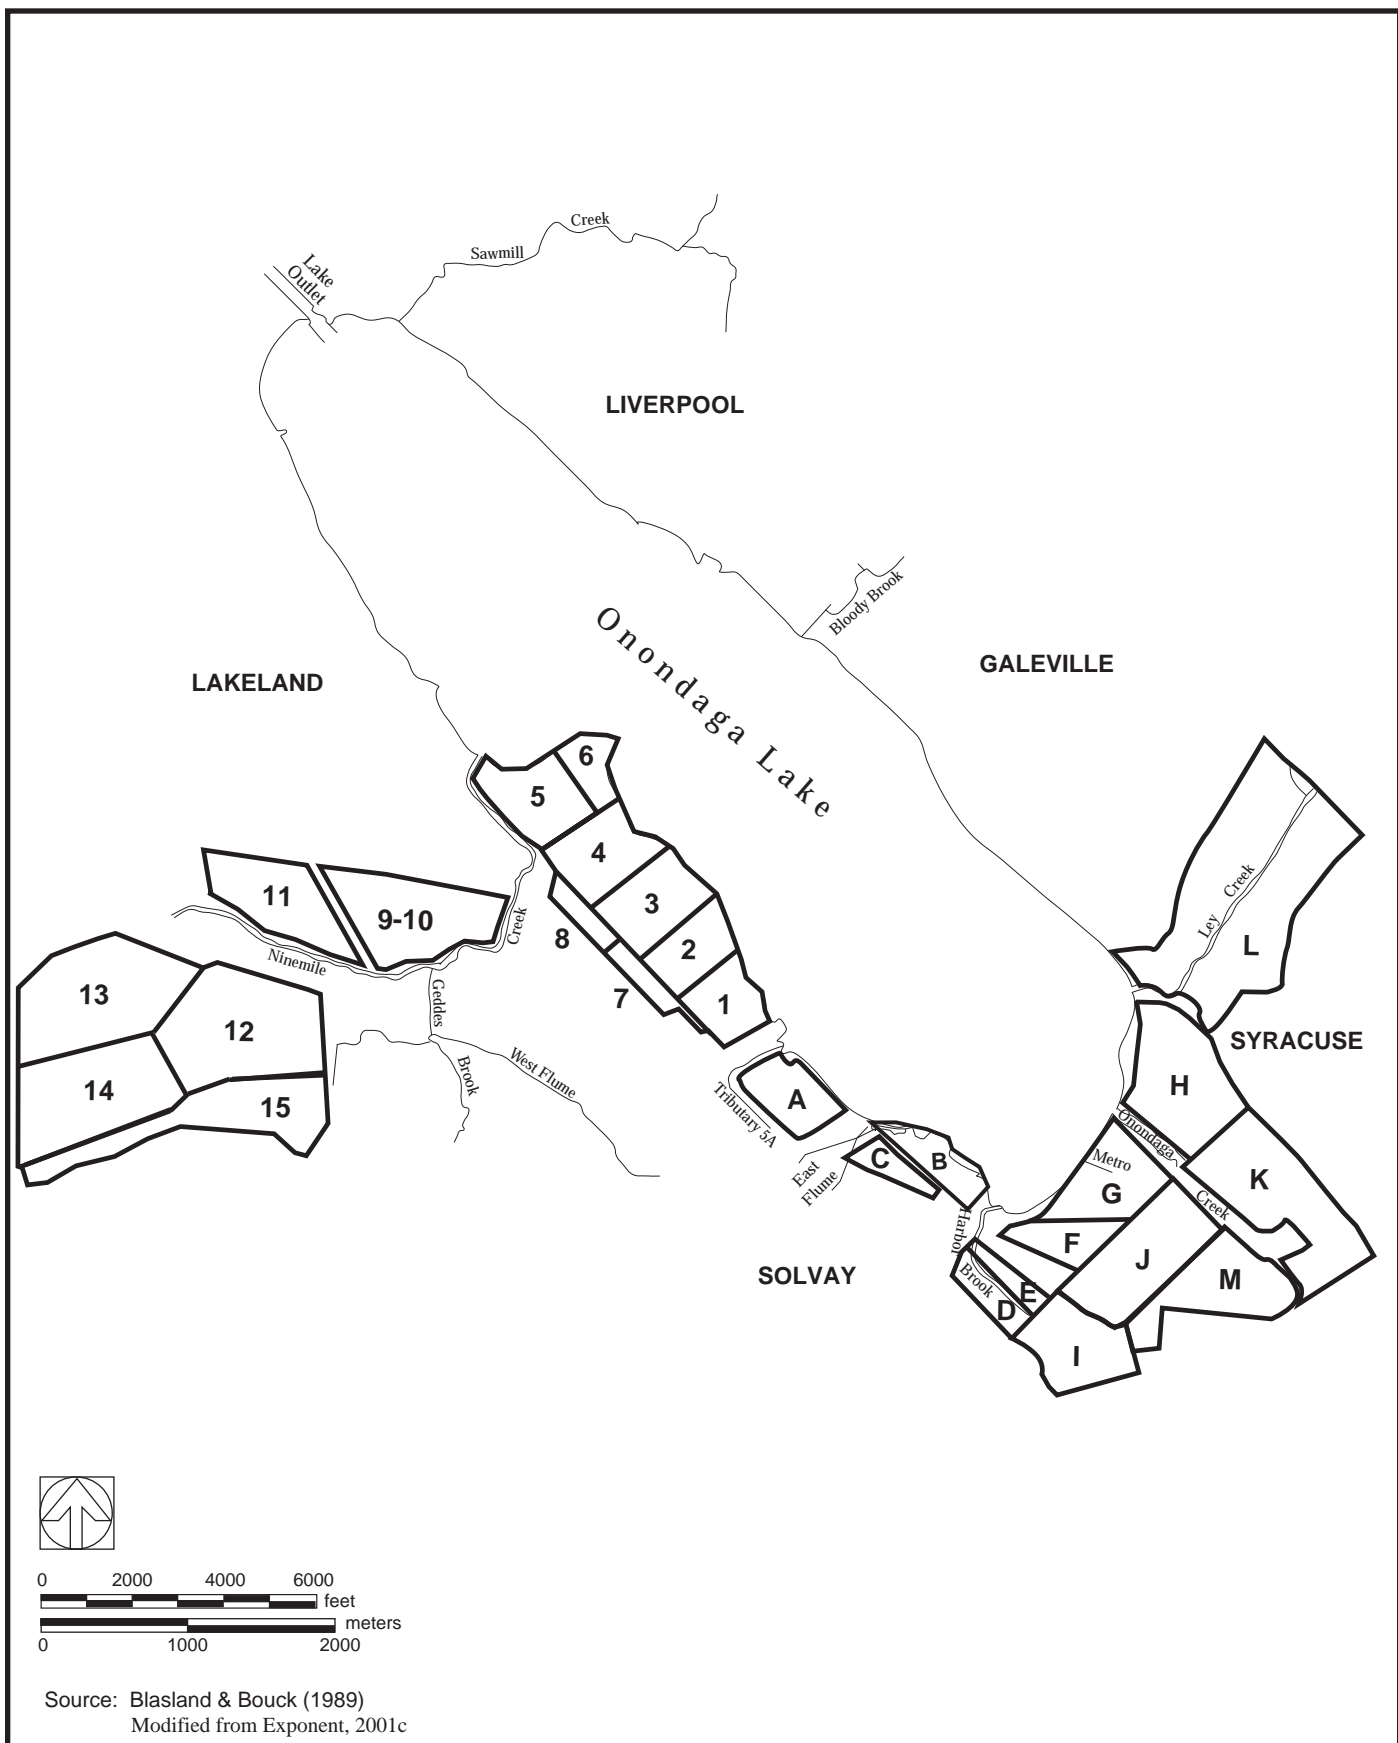 Creek
Sawmill
Lake
Outlet
LIVERPOOL
Bloody Brook
Onondaga Lake
GALEVILLE
LAKELAND
6
5
4
3
2
1
8
7
11
9-10
Creek
Ninemile
Geddes
Brook
West Flume
13
12
14
15
Ley Creek
L
SYRACUSE
H
Onondaga
Creek
K
Metro
G
F
J
M
A
Tributary 5A
B
C
East
Flume
Harbor
Brook
E
D
I
SOLVAY
0 2000 4000 6000
feet
meters
0 1000 2000
Source: Blasland & Bouck (1989)
Modified from Exponent, 2001c